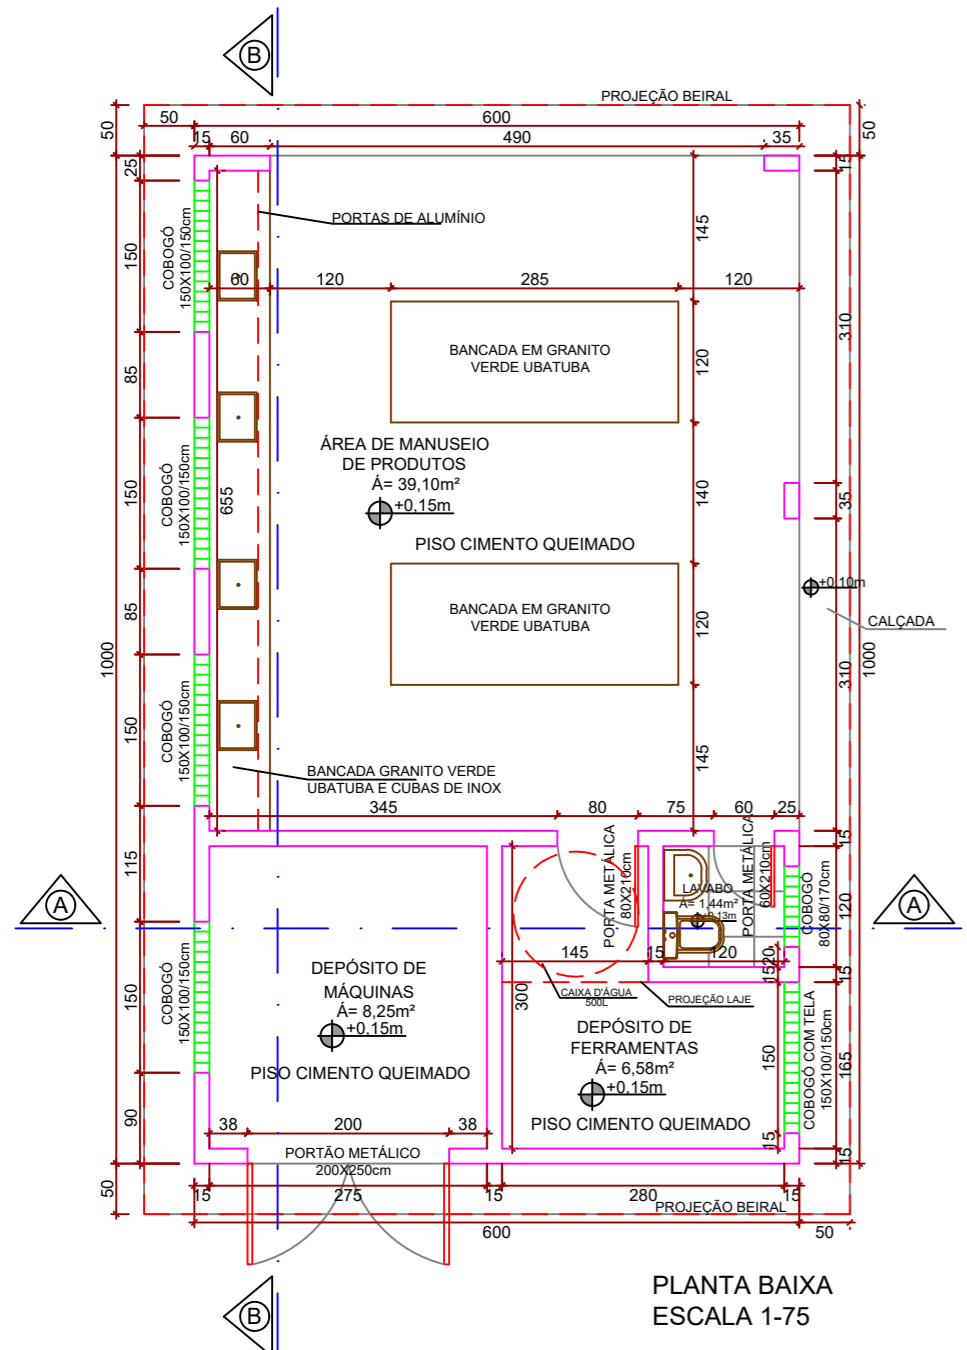 B
PROJEÇÃO BEIRAL
50
600
50
50
15
60
490
35
25
15
PORTAS DE ALUMÍNIO
COBOGÓ
150X100/150cm
150
145
60
120
285
120
310
BANCADA EM GRANITO
VERDE UBATUBA
120
85
ÁREA DE MANUSEIO
DE PRODUTOS
Á= 39,10m²
+0,15m
COBOGÓ
150X100/150cm
150
655
140
35
PISO CIMENTO QUEIMADO
+0,10m
BANCADA EM GRANITO
VERDE UBATUBA
120
85
CALÇADA
1000
1000
310
COBOGÓ
150X100/150cm
150
145
BANCADA GRANITO VERDE
UBATUBA E CUBAS DE INOX
345
80
75
60
25
15
115
PORTA METÁLICA
80X210cm
LAVABO
Á= 1,44m²
+0,13m
PORTA METÁLICA
60X210cm
COBOGÓ
80X80/170cm
120
A
A
145
15
120
20
15
15
DEPÓSITO DE
MÁQUINAS
Á= 8,25m²
+0,15m
PISO CIMENTO QUEIMADO
COBOGÓ
150X100/150cm
150
300
CAIXA D'ÁGUA
500L
PROJEÇÃO LAJE
DEPÓSITO DE
FERRAMENTAS
Á= 6,58m²
+0,15m
PISO CIMENTO QUEIMADO
150
COBOGÓ COM TELA
150X100/150cm
165
90
38
200
38
15
15
PORTÃO METÁLICO
200X250cm
50
15
275
15
280
15
PROJEÇÃO BEIRAL
600
50
B
PLANTA BAIXA
ESCALA 1-75